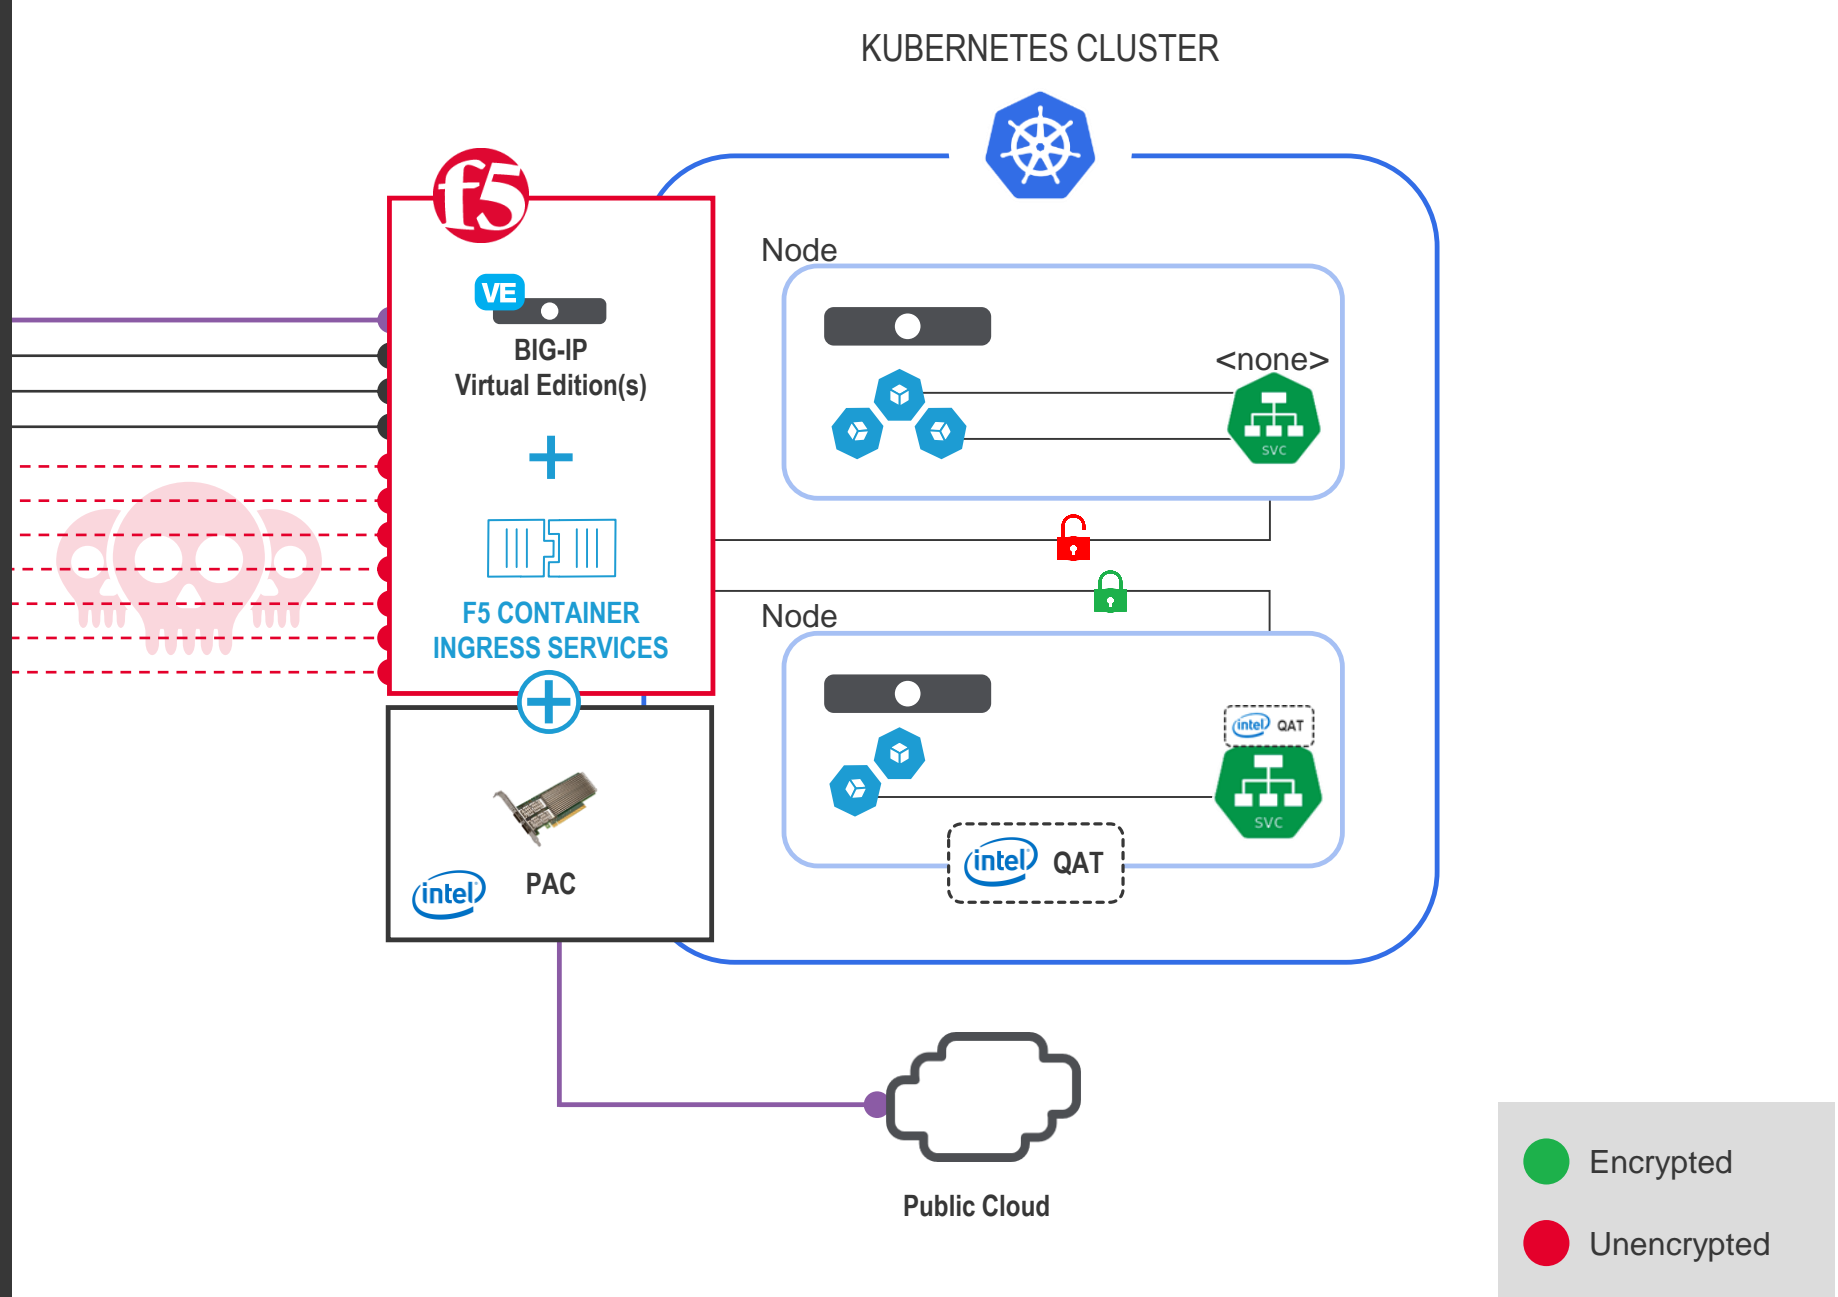 KUBERNETES CLUSTER
f5
VE
BIG-IP
Virtual Edition(s)
F5 CONTAINER
INGRESS SERVICES
intel
PAC
Node
<none>
SVC
Node
intel QAT
SVC
intel QAT
Public Cloud
Encrypted
Unencrypted